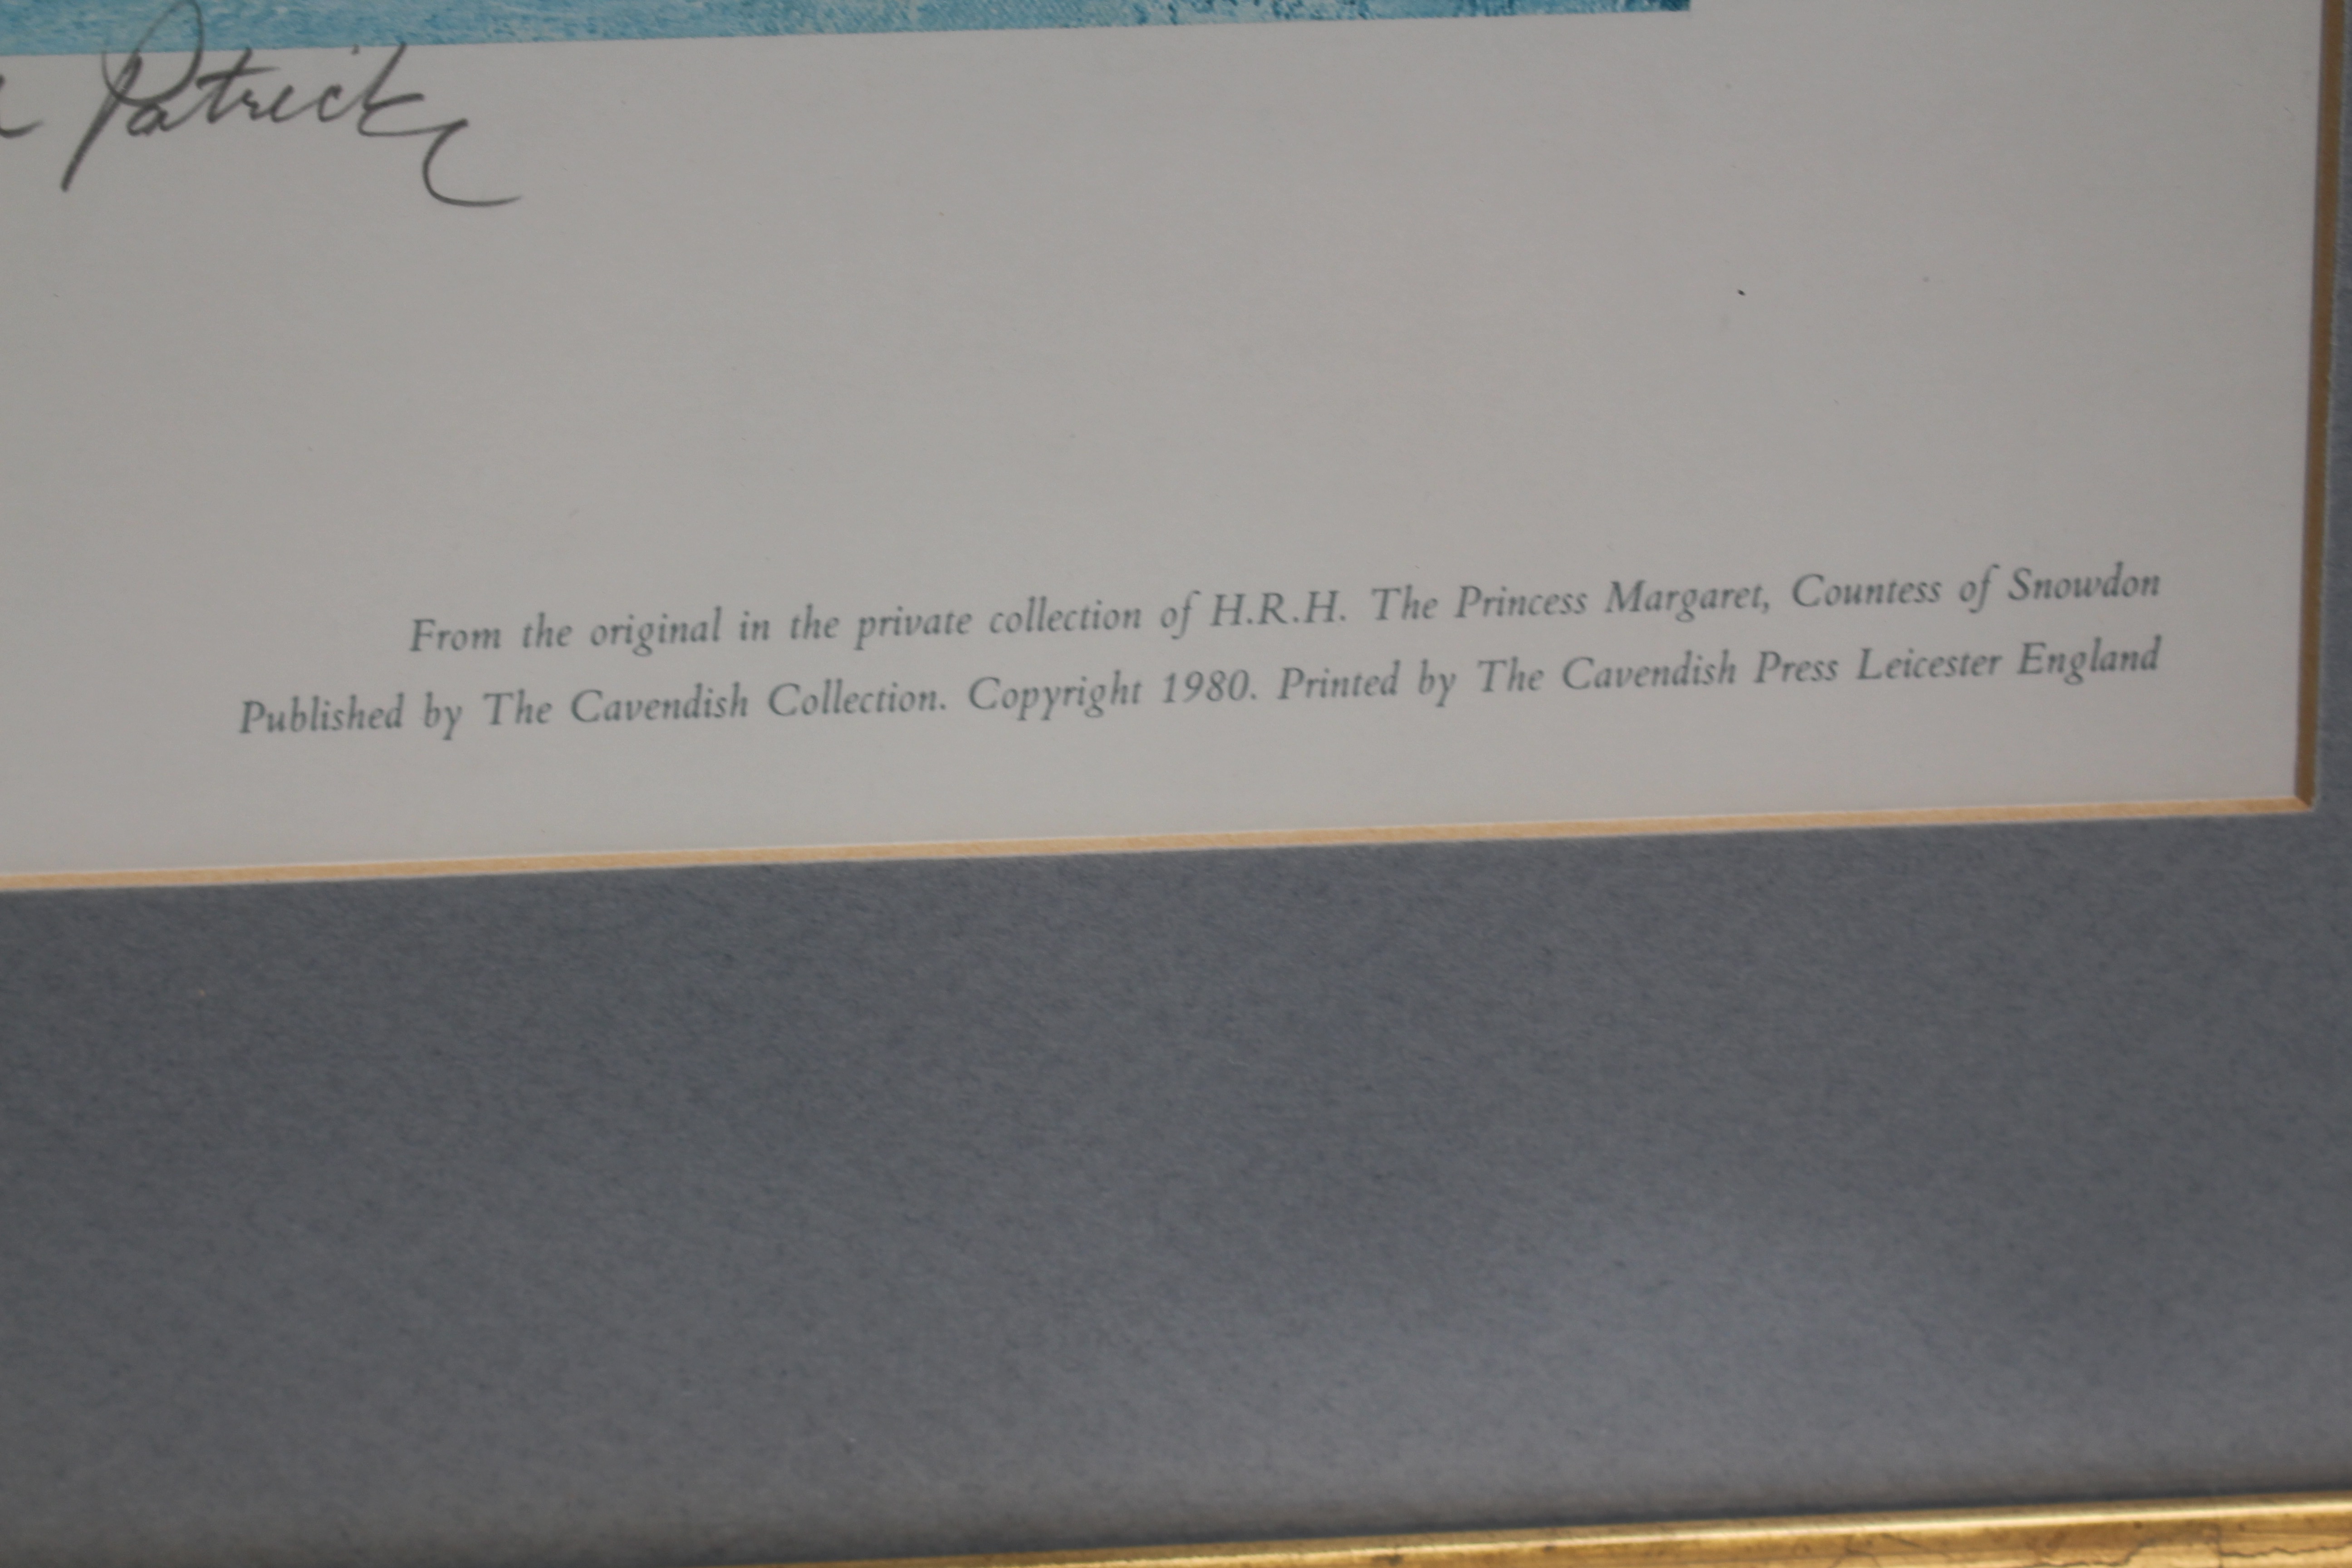 Patrick
From the original in the private collection of H.R.H. The Princess Margaret, Countess of Snowdon
Published by The Cavendish Collection. Copyright 1980. Printed by The Cavendish Press Leicester England